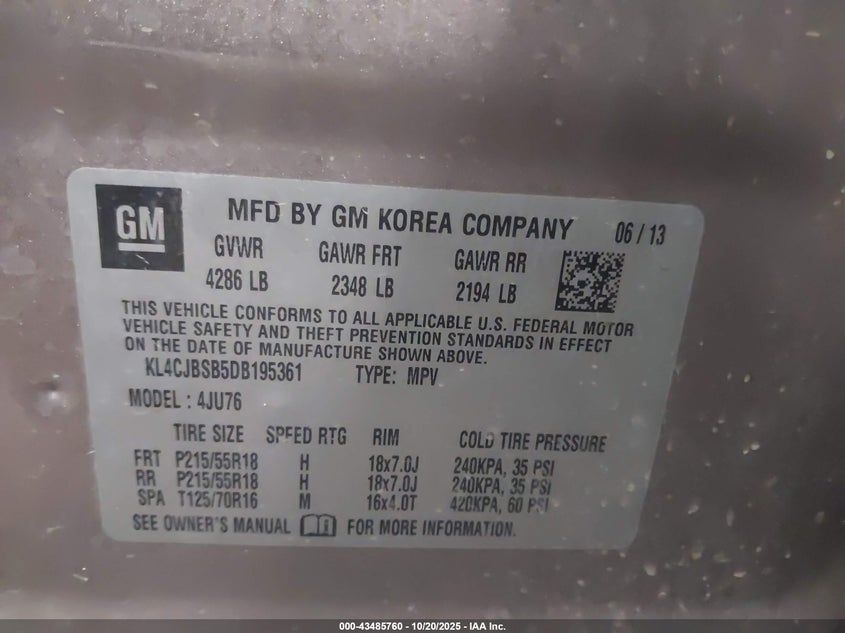 GM
MFD BY GM KOREA COMPANY 06/13
GVWR GAWR FRT GAWR RR
4286 LB 2348 LB 2194 LB
THIS VEHICLE CONFORMS TO ALL APPLICABLE U.S. FEDERAL MOTOR
VEHICLE SAFETY AND THEFT PREVENTION STANDARDS IN EFFECT
ON THE DATE OF MANUFACTURE SHOWN ABOVE.
KL4CJBSB5DB195361 TYPE: MPV
MODEL : 4JU76
TIRE SIZE SPEED RTG RIM COLD TIRE PRESSURE
FRT P215/55R18 H 18x7.0J 240KPA, 35 PSI
RR P215/55R18 H 18x7.0J 240KPA, 35 PSI
SPA T125/70R16 M 16x4.0T 420KPA, 60 PSI
SEE OWNER'S MANUAL FOR MORE INFORMATION.
000-43485760 - 10/20/2025 - IAA Inc.